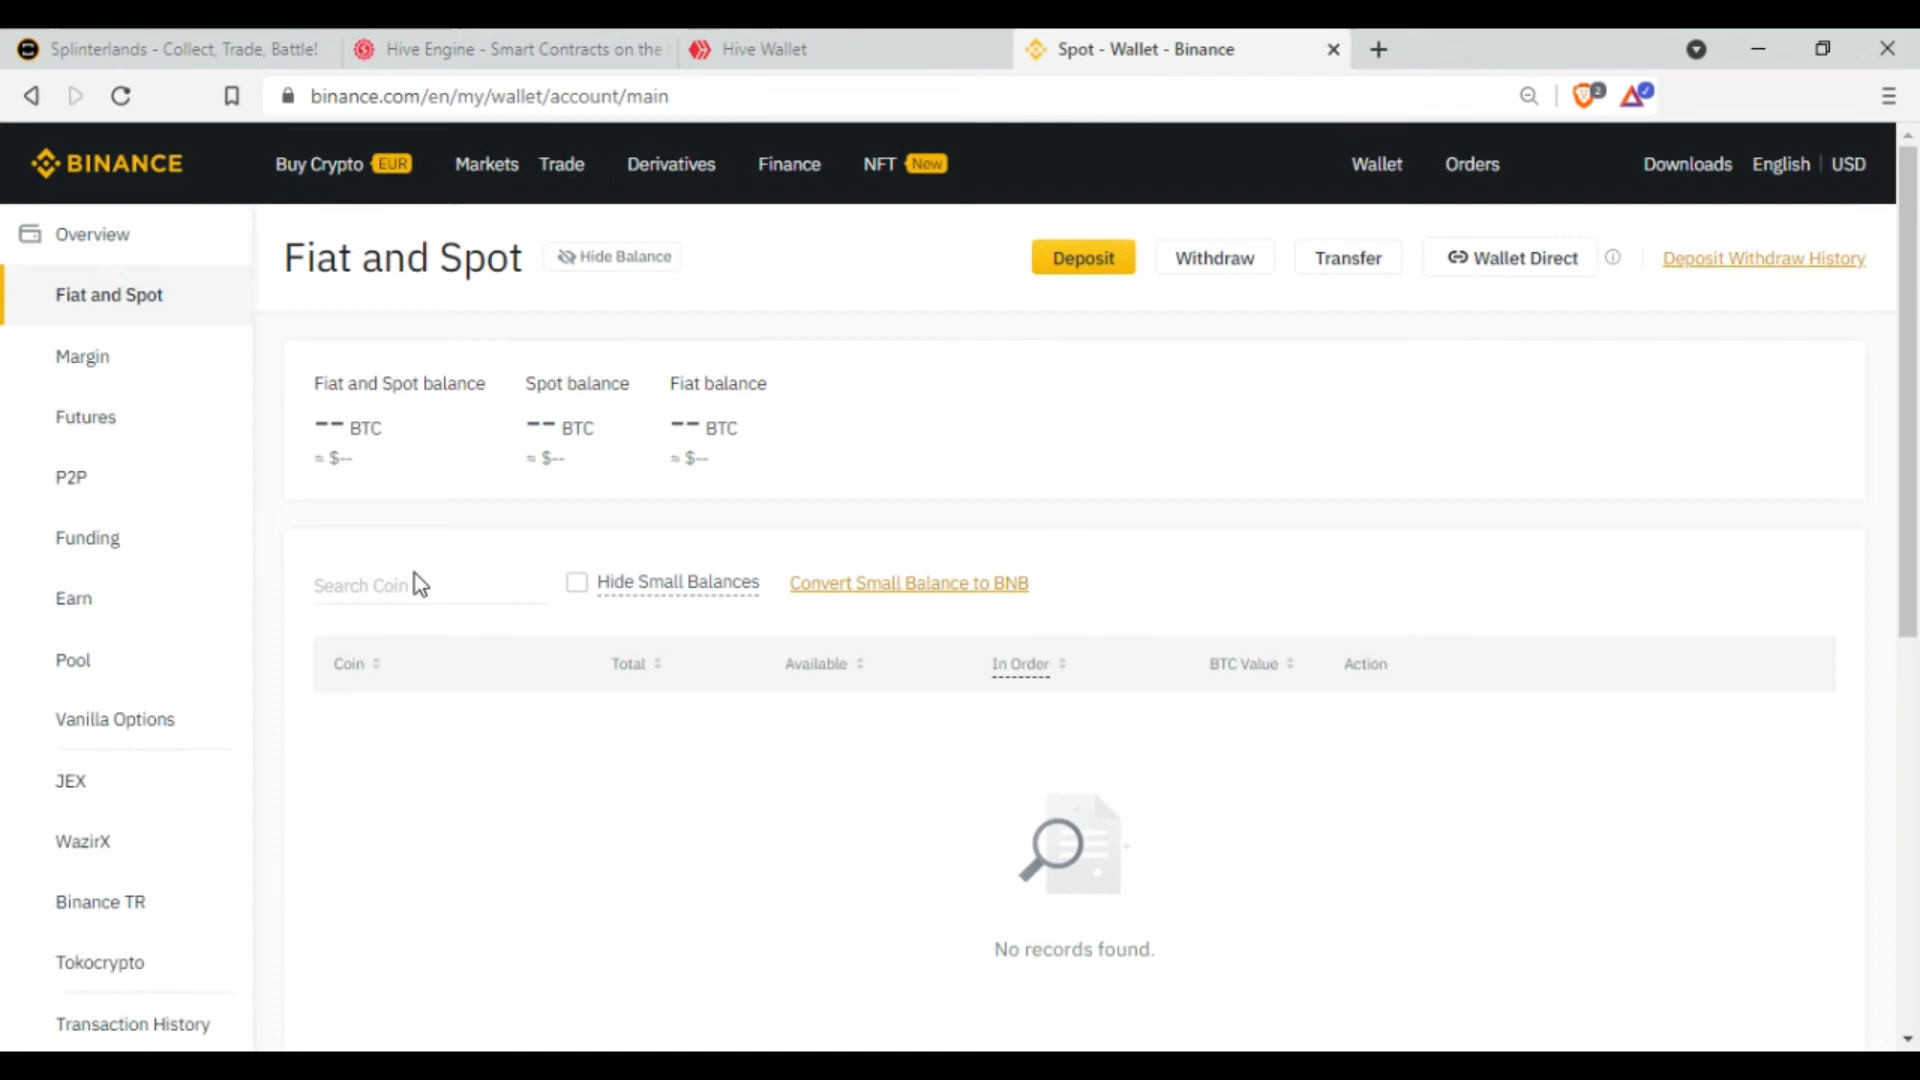 Splinterlands - Collect, Trade, Battle!
Hive Engine - Smart Contracts on the
Hive Wallet
Spot - Wallet - Binance
binance.com/en/my/wallet/account/main
2
BINANCE
Buy Crypto EUR
Markets
Trade
Derivatives
Finance
NFT New
Wallet
Orders
Downloads
English
USD
Overview
Fiat and Spot
Margin
Futures
P2P
Funding
Earn
Pool
Vanilla Options
JEX
WazirX
Binance TR
Tokocrypto
Transaction History
Fiat and Spot
Hide Balance
Deposit
Withdraw
Transfer
Wallet Direct
Deposit Withdraw History
Fiat and Spot balance
-- BTC
≈ $--
Spot balance
-- BTC
≈ $--
Fiat balance
-- BTC
≈ $--
Search Coin
Hide Small Balances
Convert Small Balance to BNB
Coin
Total
Available
In Order
BTC Value
Action
No records found.